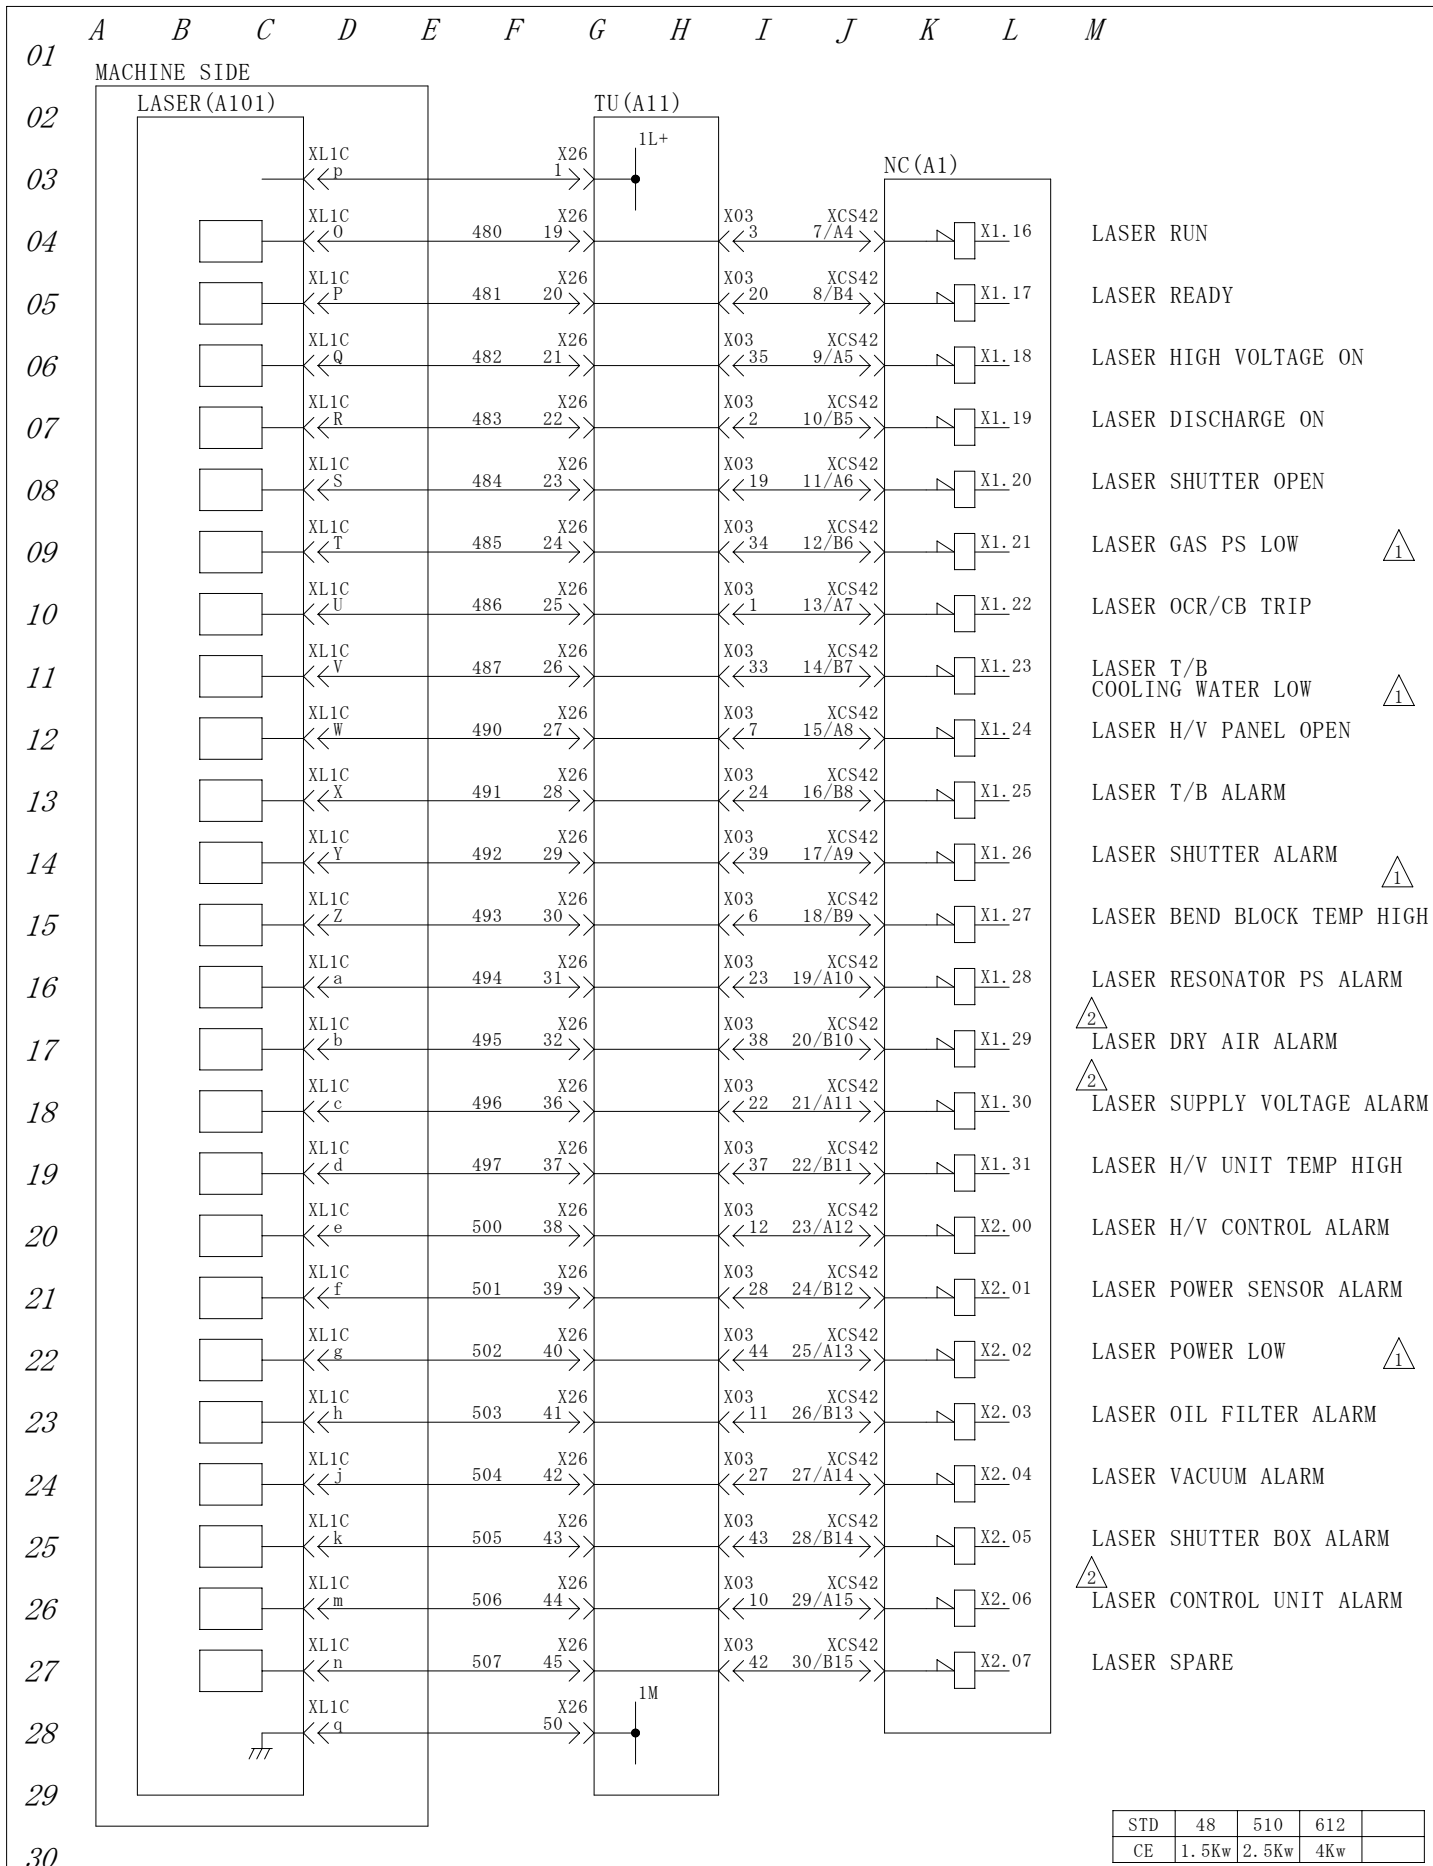 A B C D E F G H I J K L M
01
MACHINE SIDE
02 LASER(A101) TU(A11)
1L+
NC(A1)
XL1C X26
03 p 1
XL1C X26 X03 XCS42
04 O 480 19 3 7/A4 X1.16 LASER RUN
XL1C X26 X03 XCS42
05 P 481 20 20 8/B4 X1.17 LASER READY
XL1C X26 X03 XCS42
06 Q 482 21 35 9/A5 X1.18 LASER HIGH VOLTAGE ON
XL1C X26 X03 XCS42
07 R 483 22 2 10/B5 X1.19 LASER DISCHARGE ON
XL1C X26 X03 XCS42
08 S 484 23 19 11/A6 X1.20 LASER SHUTTER OPEN
XL1C X26 X03 XCS42
09 T 485 24 34 12/B6 X1.21 LASER GAS PS LOW 1
XL1C X26 X03 XCS42
10 U 486 25 1 13/A7 X1.22 LASER OCR/CB TRIP
XL1C X26 X03 XCS42
11 V 487 26 33 14/B7 X1.23 LASER T/B
COOLING WATER LOW 1
XL1C X26 X03 XCS42
12 W 490 27 7 15/A8 X1.24 LASER H/V PANEL OPEN
XL1C X26 X03 XCS42
13 X 491 28 24 16/B8 X1.25 LASER T/B ALARM
XL1C X26 X03 XCS42
14 Y 492 29 39 17/A9 X1.26 LASER SHUTTER ALARM
1
XL1C X26 X03 XCS42
15 Z 493 30 6 18/B9 X1.27 LASER BEND BLOCK TEMP HIGH
XL1C X26 X03 XCS42
16 a 494 31 23 19/A10 X1.28 LASER RESONATOR PS ALARM
2
XL1C X26 X03 XCS42
17 b 495 32 38 20/B10 X1.29 LASER DRY AIR ALARM
2
XL1C X26 X03 XCS42
18 c 496 36 22 21/A11 X1.30 LASER SUPPLY VOLTAGE ALARM
XL1C X26 X03 XCS42
19 d 497 37 37 22/B11 X1.31 LASER H/V UNIT TEMP HIGH
XL1C X26 X03 XCS42
20 e 500 38 12 23/A12 X2.00 LASER H/V CONTROL ALARM
XL1C X26 X03 XCS42
21 f 501 39 28 24/B12 X2.01 LASER POWER SENSOR ALARM
XL1C X26 X03 XCS42
22 g 502 40 44 25/A13 X2.02 LASER POWER LOW 1
XL1C X26 X03 XCS42
23 h 503 41 11 26/B13 X2.03 LASER OIL FILTER ALARM
XL1C X26 X03 XCS42
24 j 504 42 27 27/A14 X2.04 LASER VACUUM ALARM
XL1C X26 X03 XCS42
25 k 505 43 43 28/B14 X2.05 LASER SHUTTER BOX ALARM
2
XL1C X26 X03 XCS42
26 m 506 44 10 29/A15 X2.06 LASER CONTROL UNIT ALARM
XL1C X26 X03 XCS42
27 n 507 45 42 30/B15 X2.07 LASER SPARE
1M
XL1C X26
28 q 50
29
STD 48 510 612
30 CE 1.5Kw 2.5Kw 4Kw